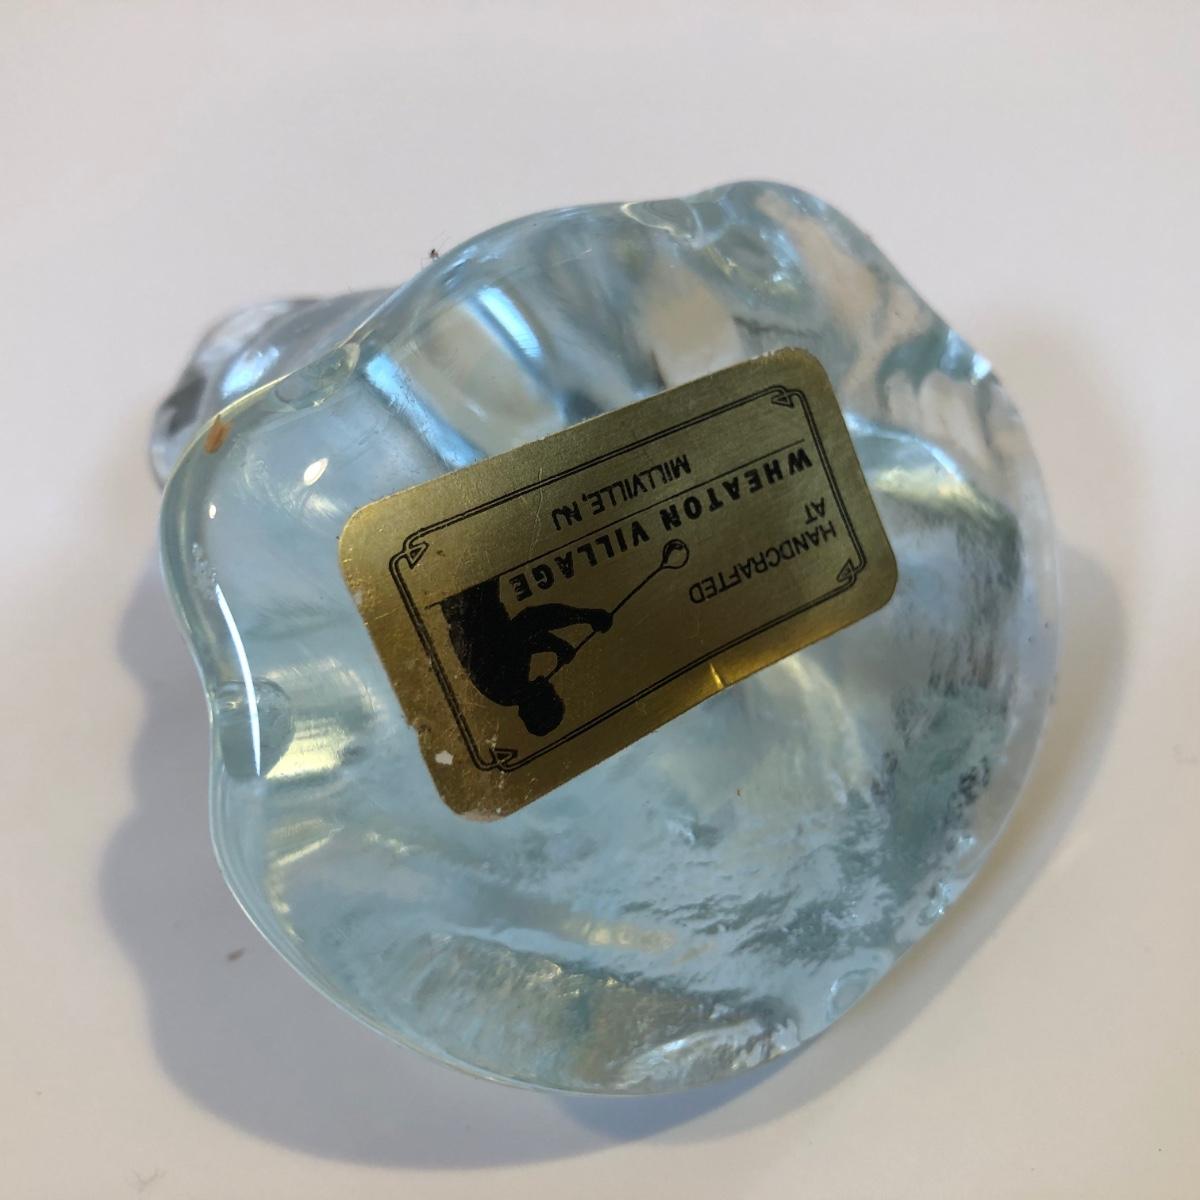 HANDCRAFTED
AT
WHEATON VILLAGE
MILLVILLE, NJ